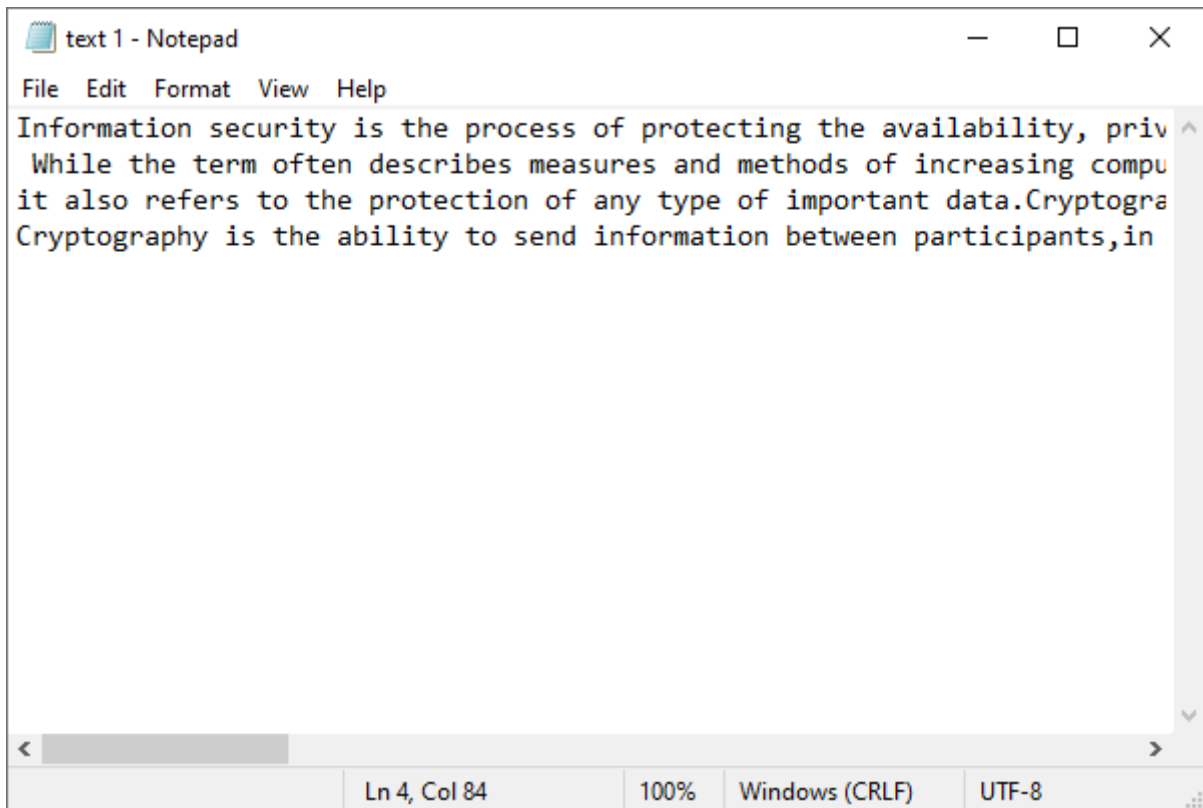 text 1 - Notepad
File Edit Format View Help
Information security is the process of protecting the availability, priv
While the term often describes measures and methods of increasing compu
it also refers to the protection of any type of important data.Cryptogra
Cryptography is the ability to send information between participants,in
Ln 4, Col 84 100% Windows (CRLF) UTF-8